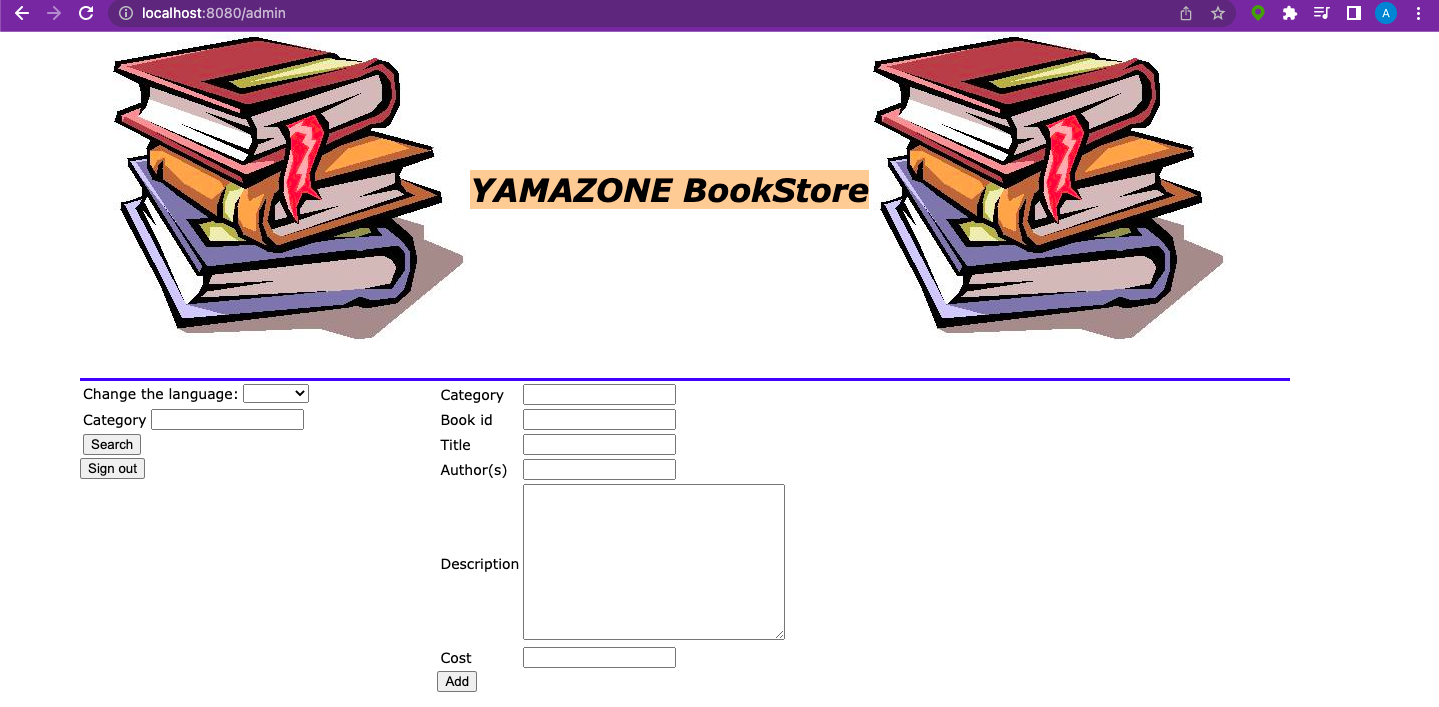 localhost:8080/admin
A
YAMAZONE BookStore
Change the language:
Category
Search
Sign out
Category
Book id
Title
Author(s)
Description
Cost
Add